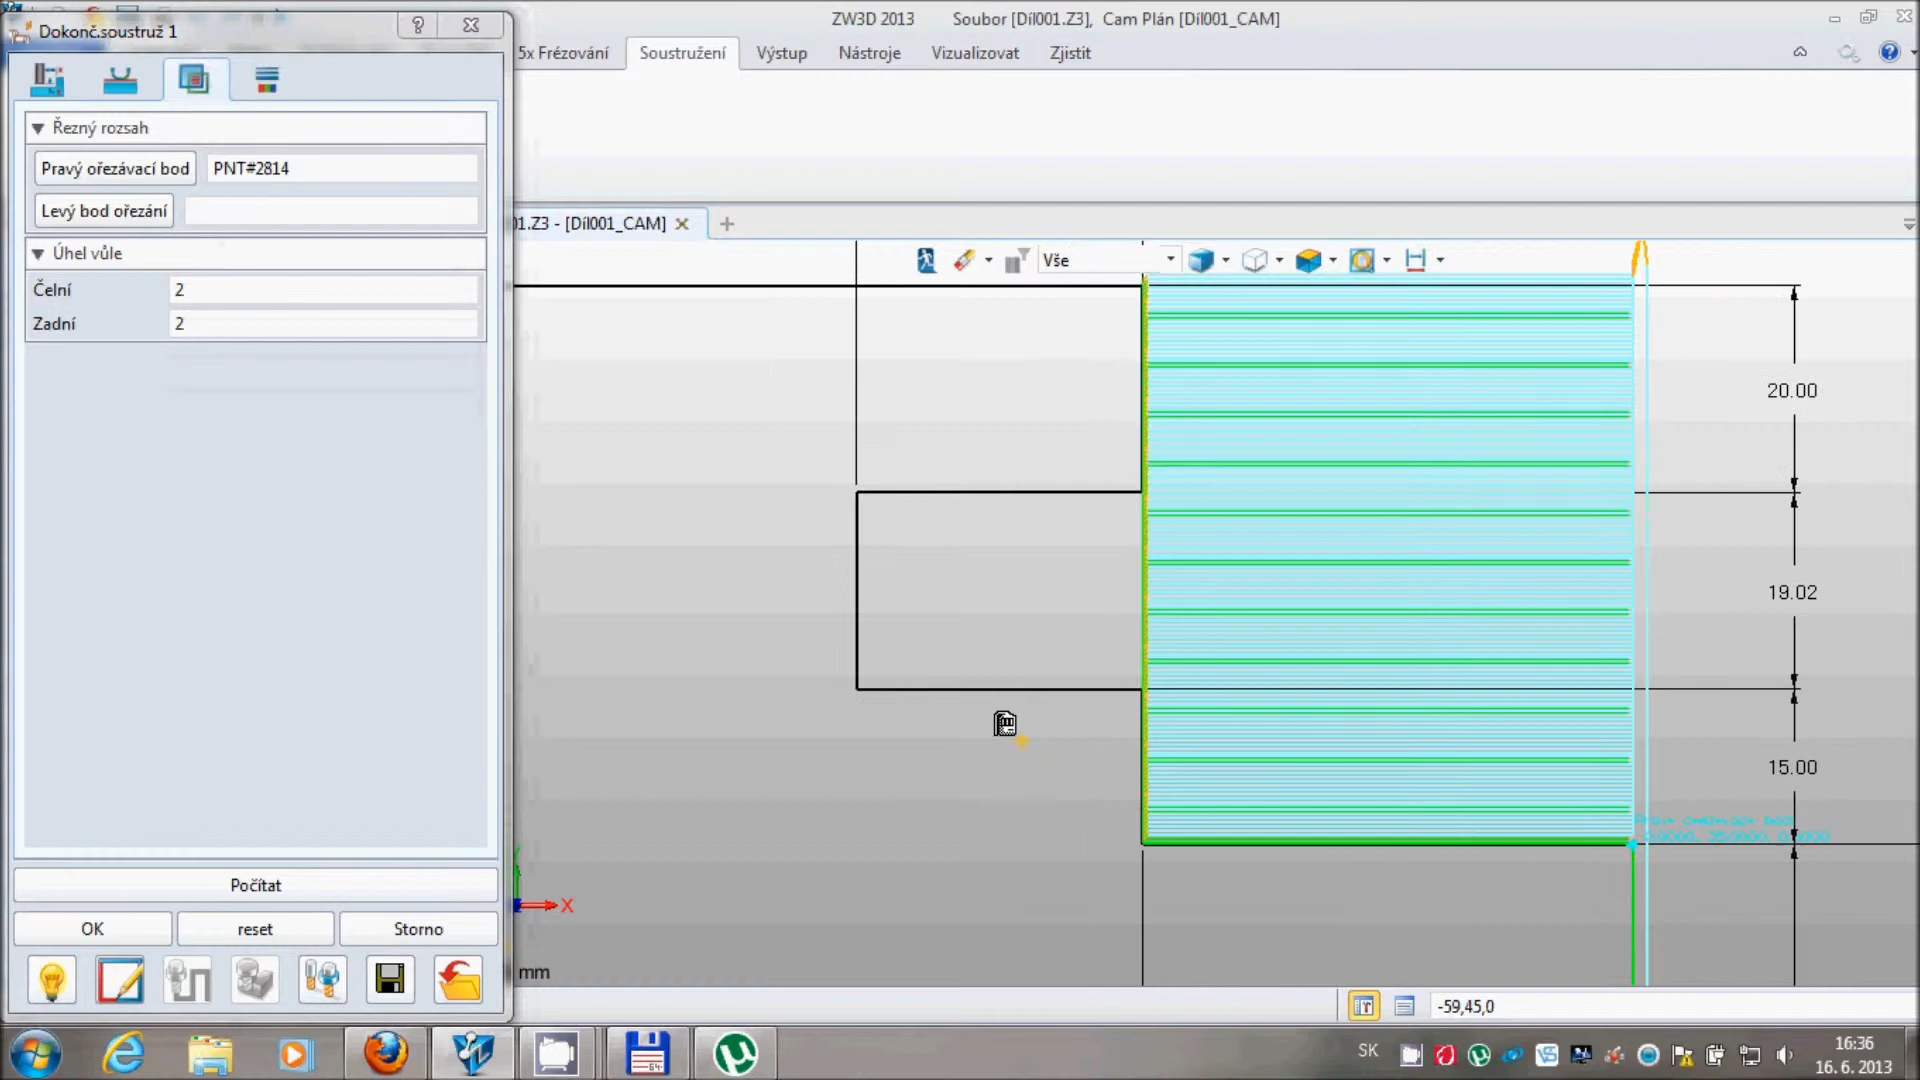 Dokonč.soustruž 1
ZW3D 2013 Soubor [Díl001.Z3], Cam Plán [Díl001_CAM]
5x Frézování Soustružení Výstup Nástroje Vizualizovat Zjistit
Řezný rozsah
Pravý ořezávací bod PNT#2814
Levý bod ořezání
01.Z3 - [Díl001_CAM]
Úhel vůle
Vše
Čelní 2
Zadní 2
20.00
19.02
15.00
X
Počítat
OK reset Storno
mm
-59,45,0
SK
16:36
16. 6. 2013